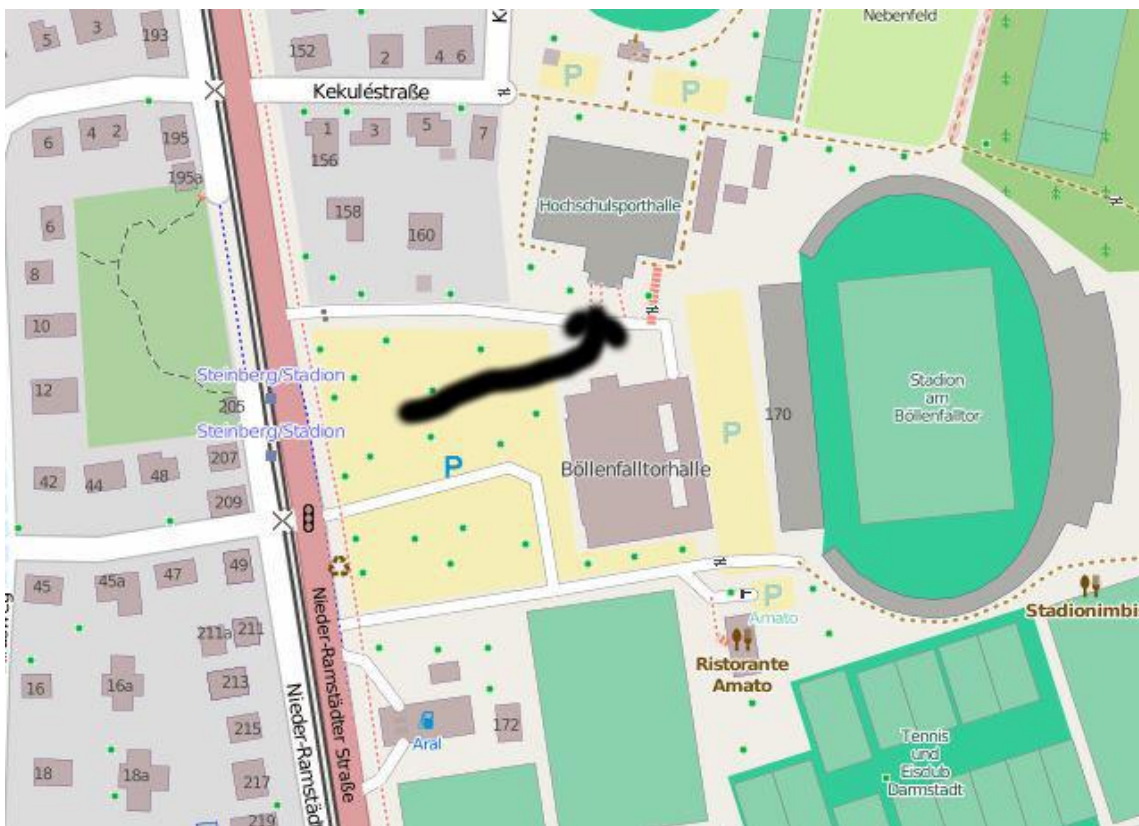 5
3
193
152
2
4 6
Nebenfeld
Kekuléstraße
P
P
6
4
2
195
1
3
5
7
156
195a
Hochschulsporthalle
6
158
160
8
10
Steinberg/Stadion
12
205
Stadion
am
Böllenfalltor
170
Steinberg/Stadion
P
207
P
Böllenfalltorhalle
42
44
48
209
45
45a
47
49
Nieder-Ramstädter Straße
P
Amato
Stadionimbi
211a
211
Ristorante
Amato
16
16a
213
Nieder-Ramstäd
215
172
Aral
Tennis
und
Eisclub
Darmstadt
18
18a
217
219